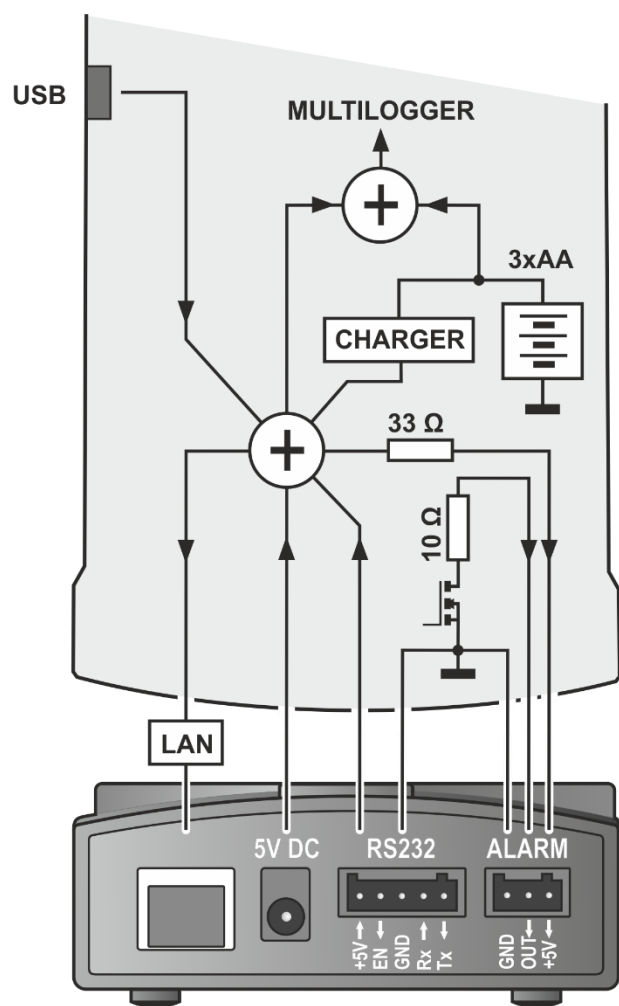 USB
MULTILOGGER
3xAA
CHARGER
33 Ω
10 Ω
LAN
5V DC
RS232
ALARM
+5V
EN
GND
Rx
Tx
GND
OUT
+5V